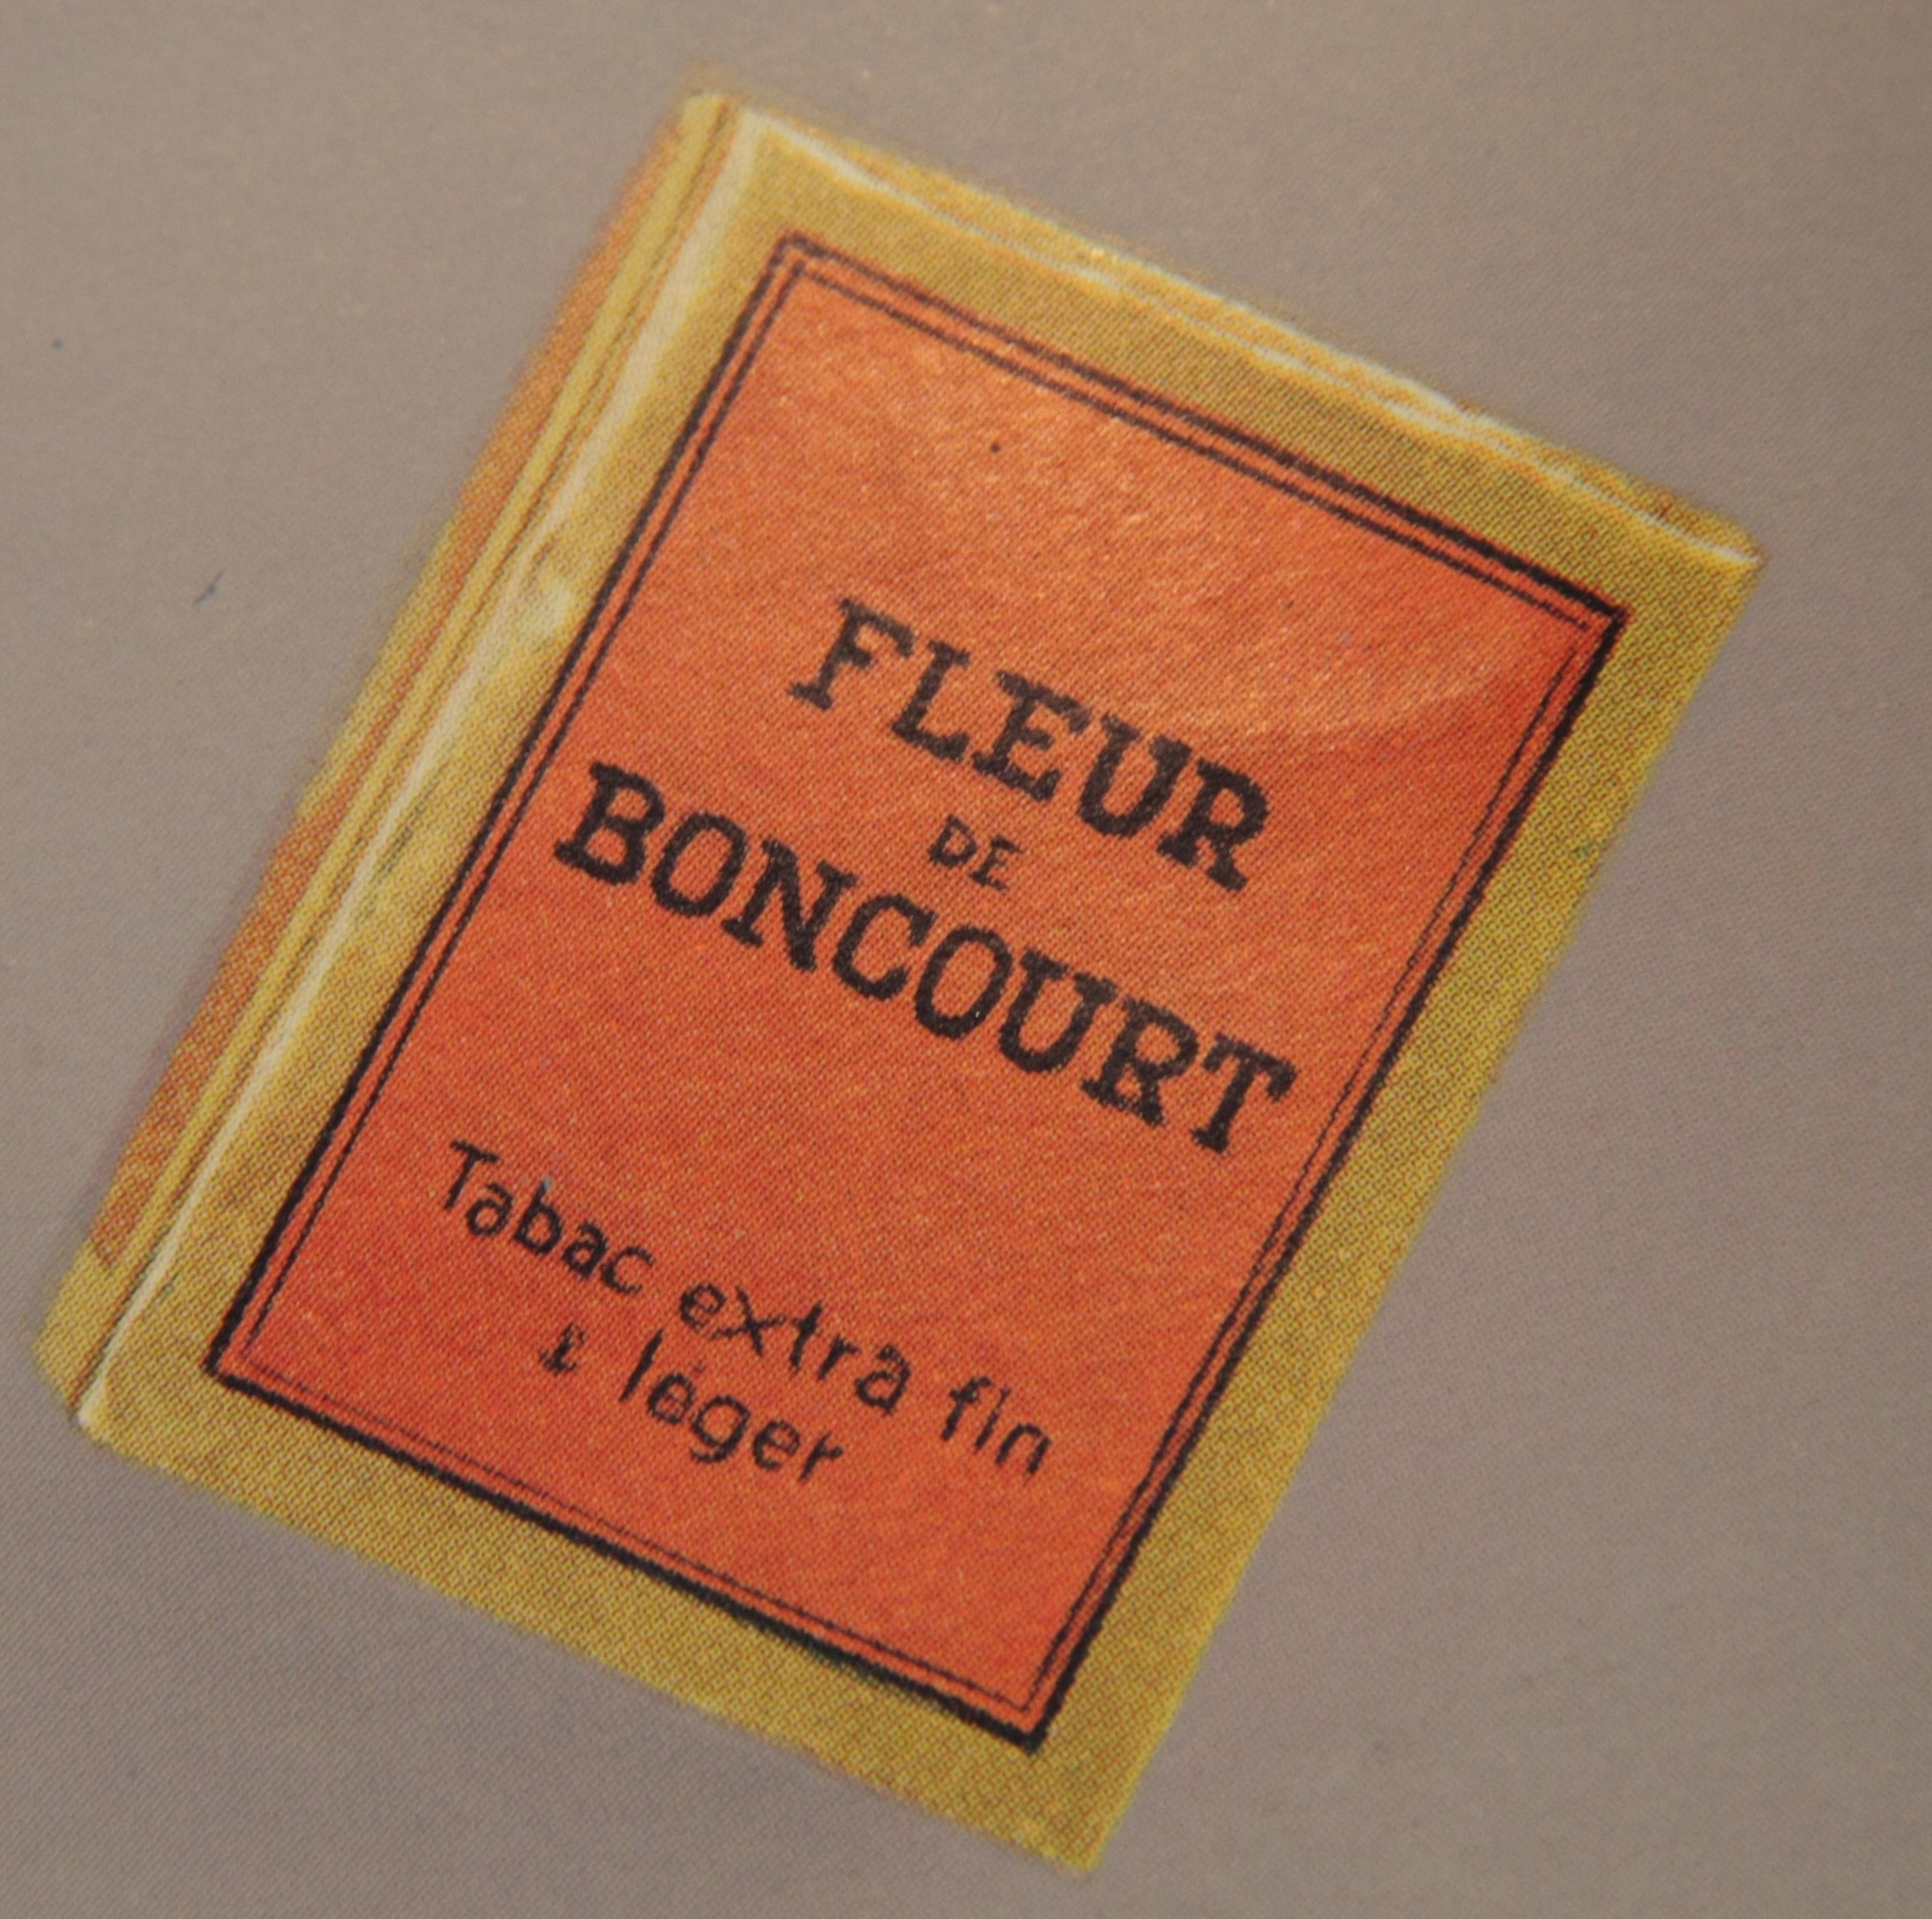 FLEUR
DE
BONCOURT
Tabac extra fin
& léger